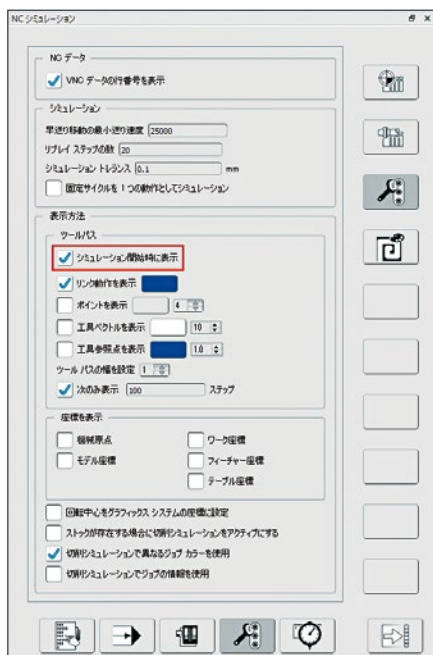 NC シミュレーション
NC データ
VNC データの行番号を表示
シミュレーション
早送り移動の最小送り速度 25000
リプレイ ステップの数 20
シミュレーション トレランス 0.1 mm
固定サイクルを 1 つの動作としてシミュレーション
表示方法
ツールパス
シミュレーション開始時に表示
リンク動作を表示
ポイントを表示 4
工具ベクトルを表示 10
工具参照点を表示 1.0
ツール パスの幅を設定 1
次のみ表示 100 ステップ
座標を表示
機械原点 ワーク座標
モデル座標 フィーチャー座標
テーブル座標
回転中心をグラフィックス システムの座標に設定
ストックが存在する場合に切削シミュレーションをアクティブにする
切削シミュレーションで異なるジョブ カラーを使用
切削シミュレーションでジョブの情報を使用